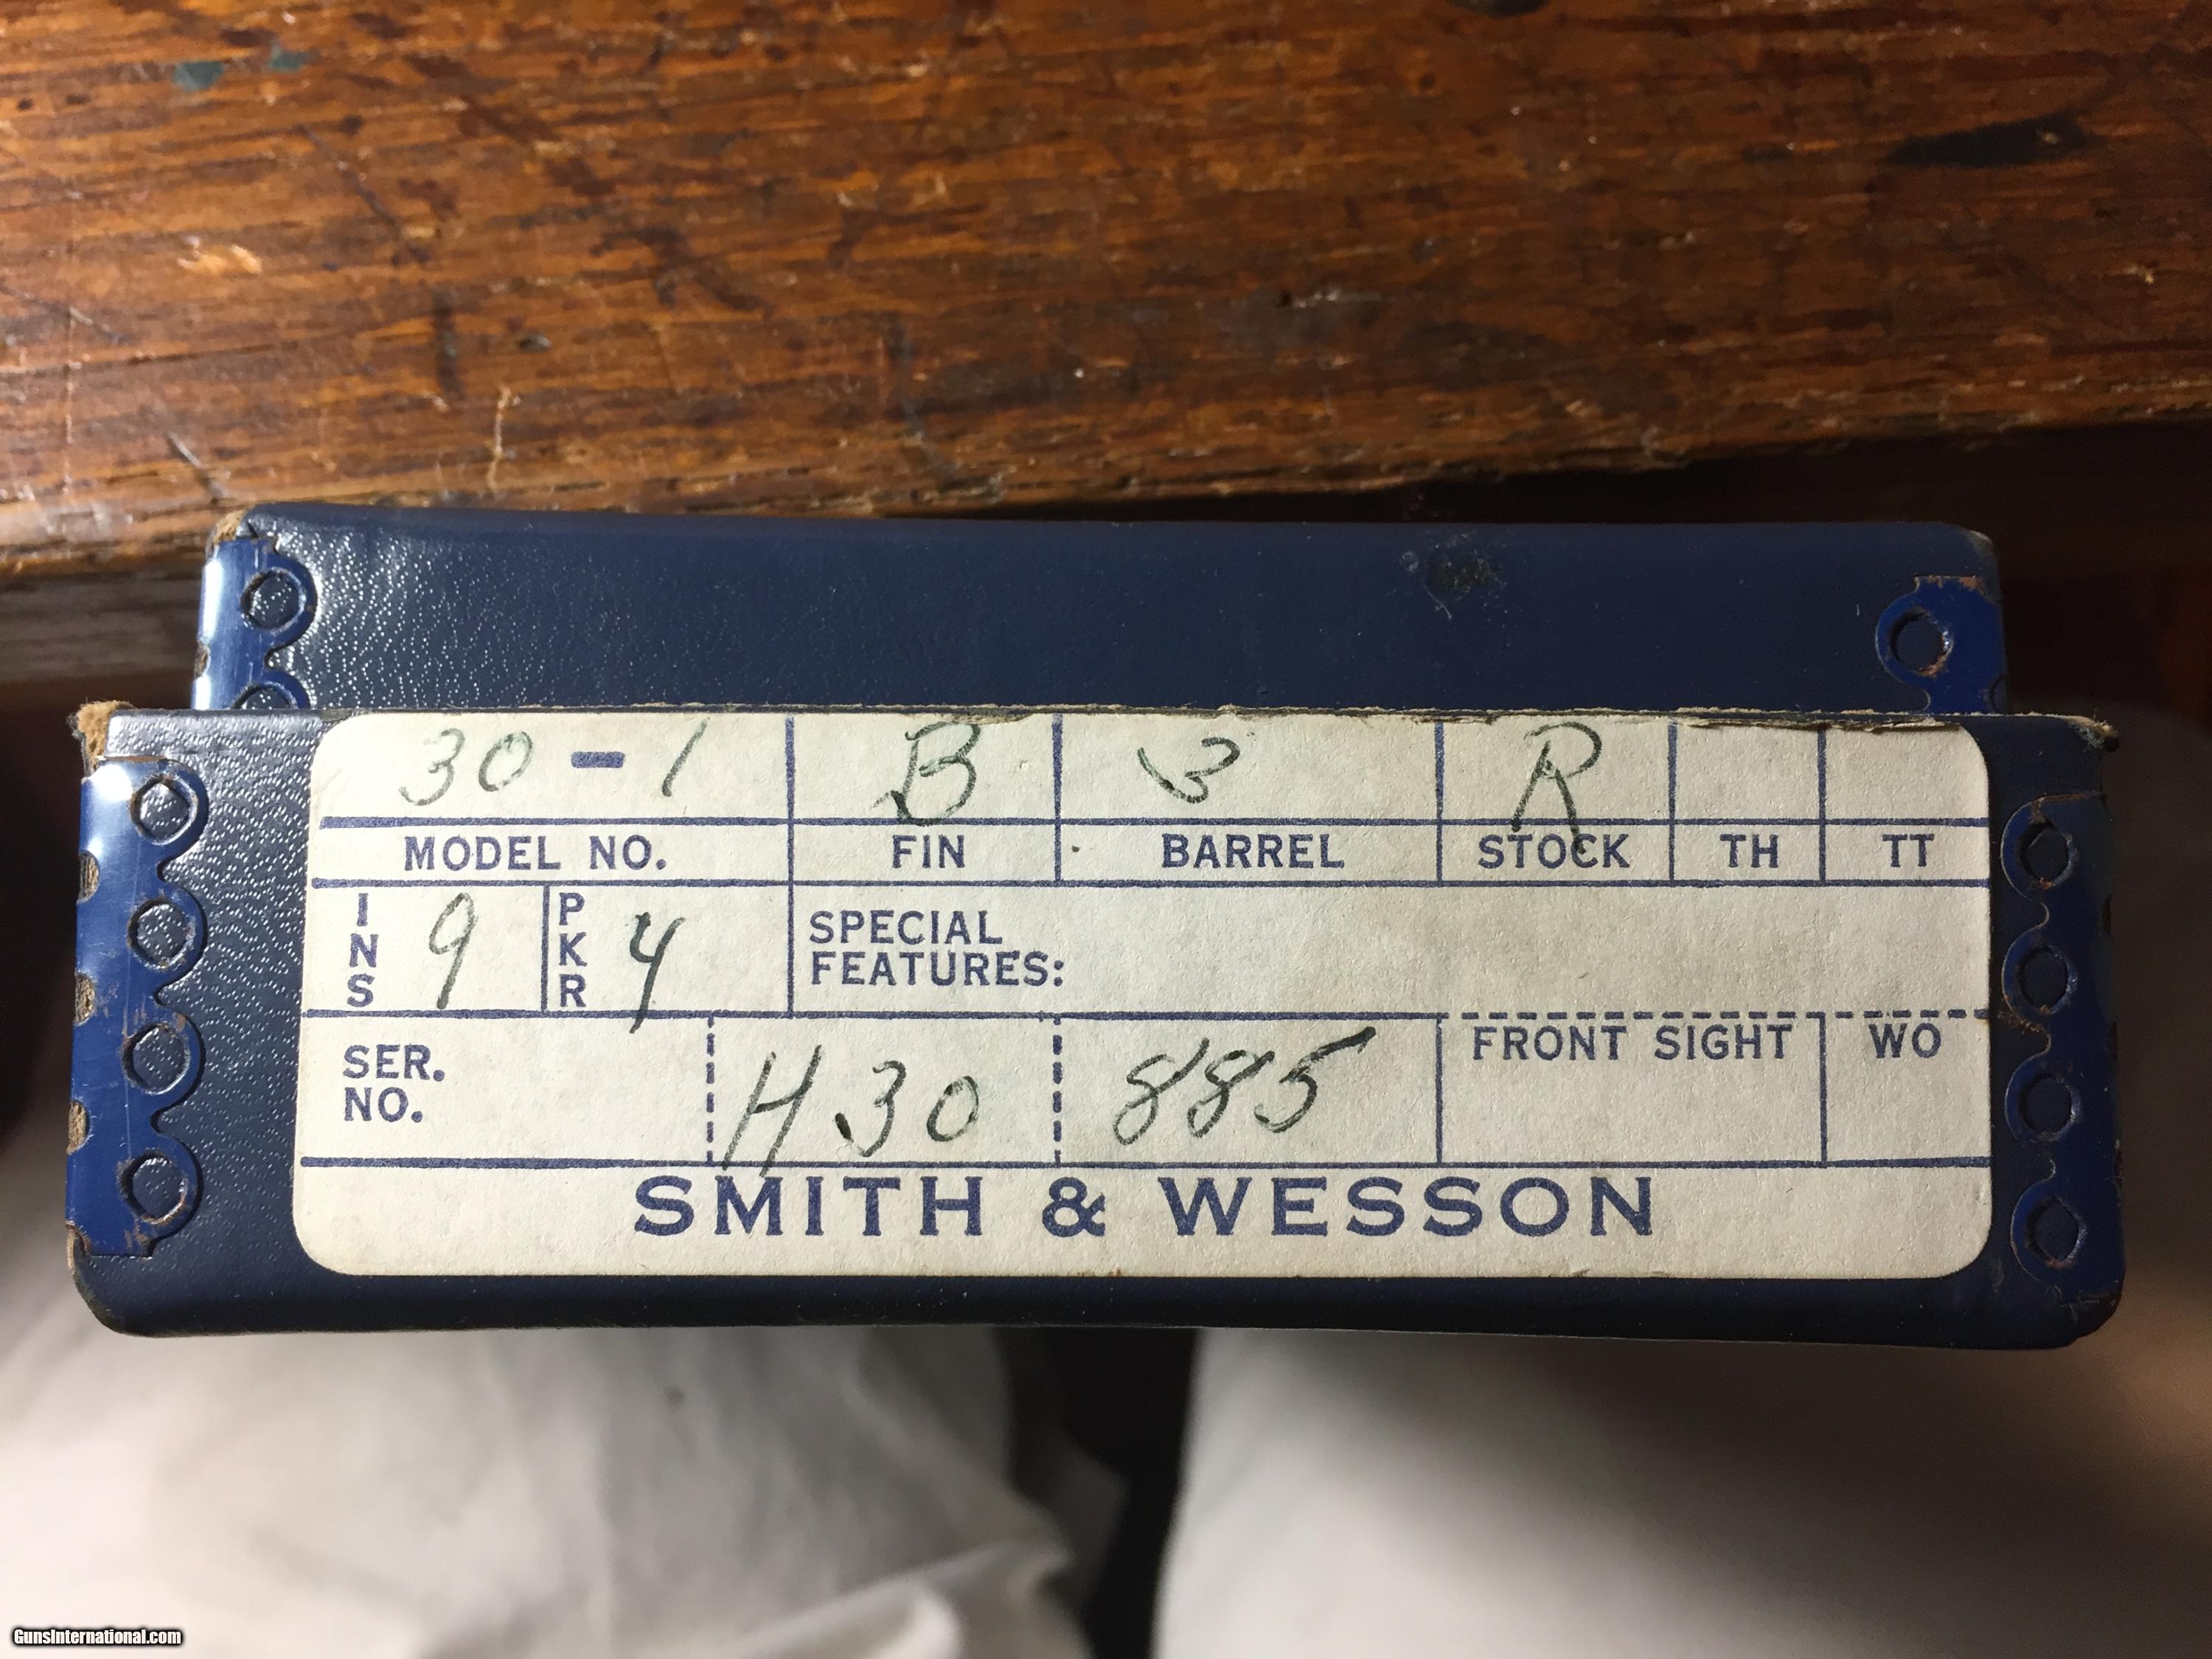 30-1 B 3 R
MODEL NO. FIN BARREL STOCK TH TT
INS 9 PKR 4 SPECIAL
FEATURES:
SER.
NO. H30 885 FRONT SIGHT WO
SMITH & WESSON
GunsInternational.com